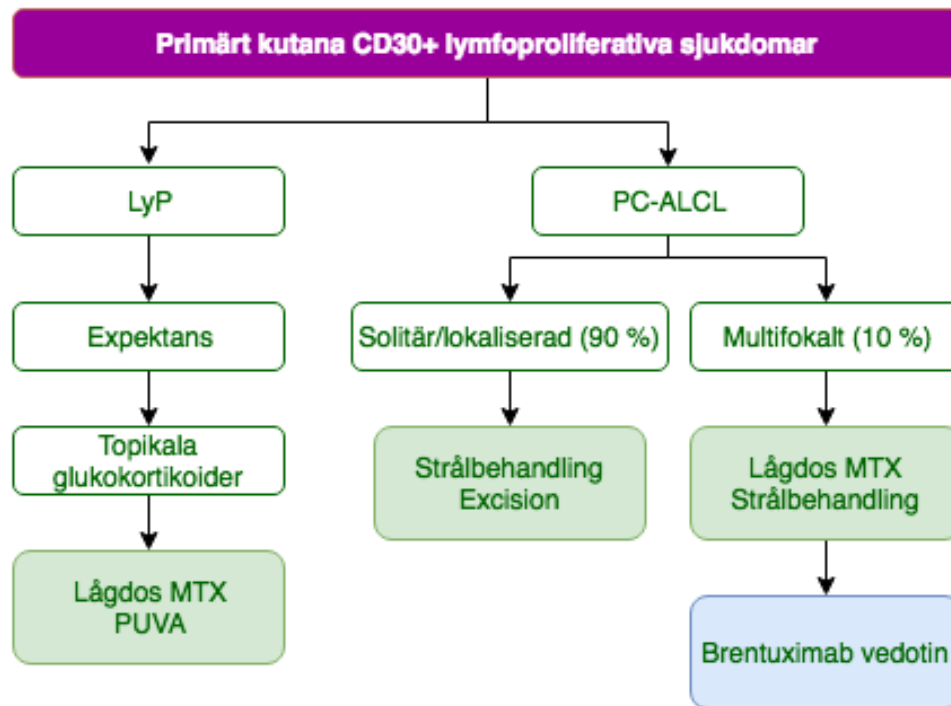 Primärt kutana CD30+ lymfoproliferativa sjukdomar
LyP
PC-ALCL
Expektans
Solitär/lokaliserad (90 %)
Multifokalt (10 %)
Topikala
glukokortikoider
Strålbehandling
Excision
Lågdos MTX
Strålbehandling
Lågdos MTX
PUVA
Brentuximab vedotin